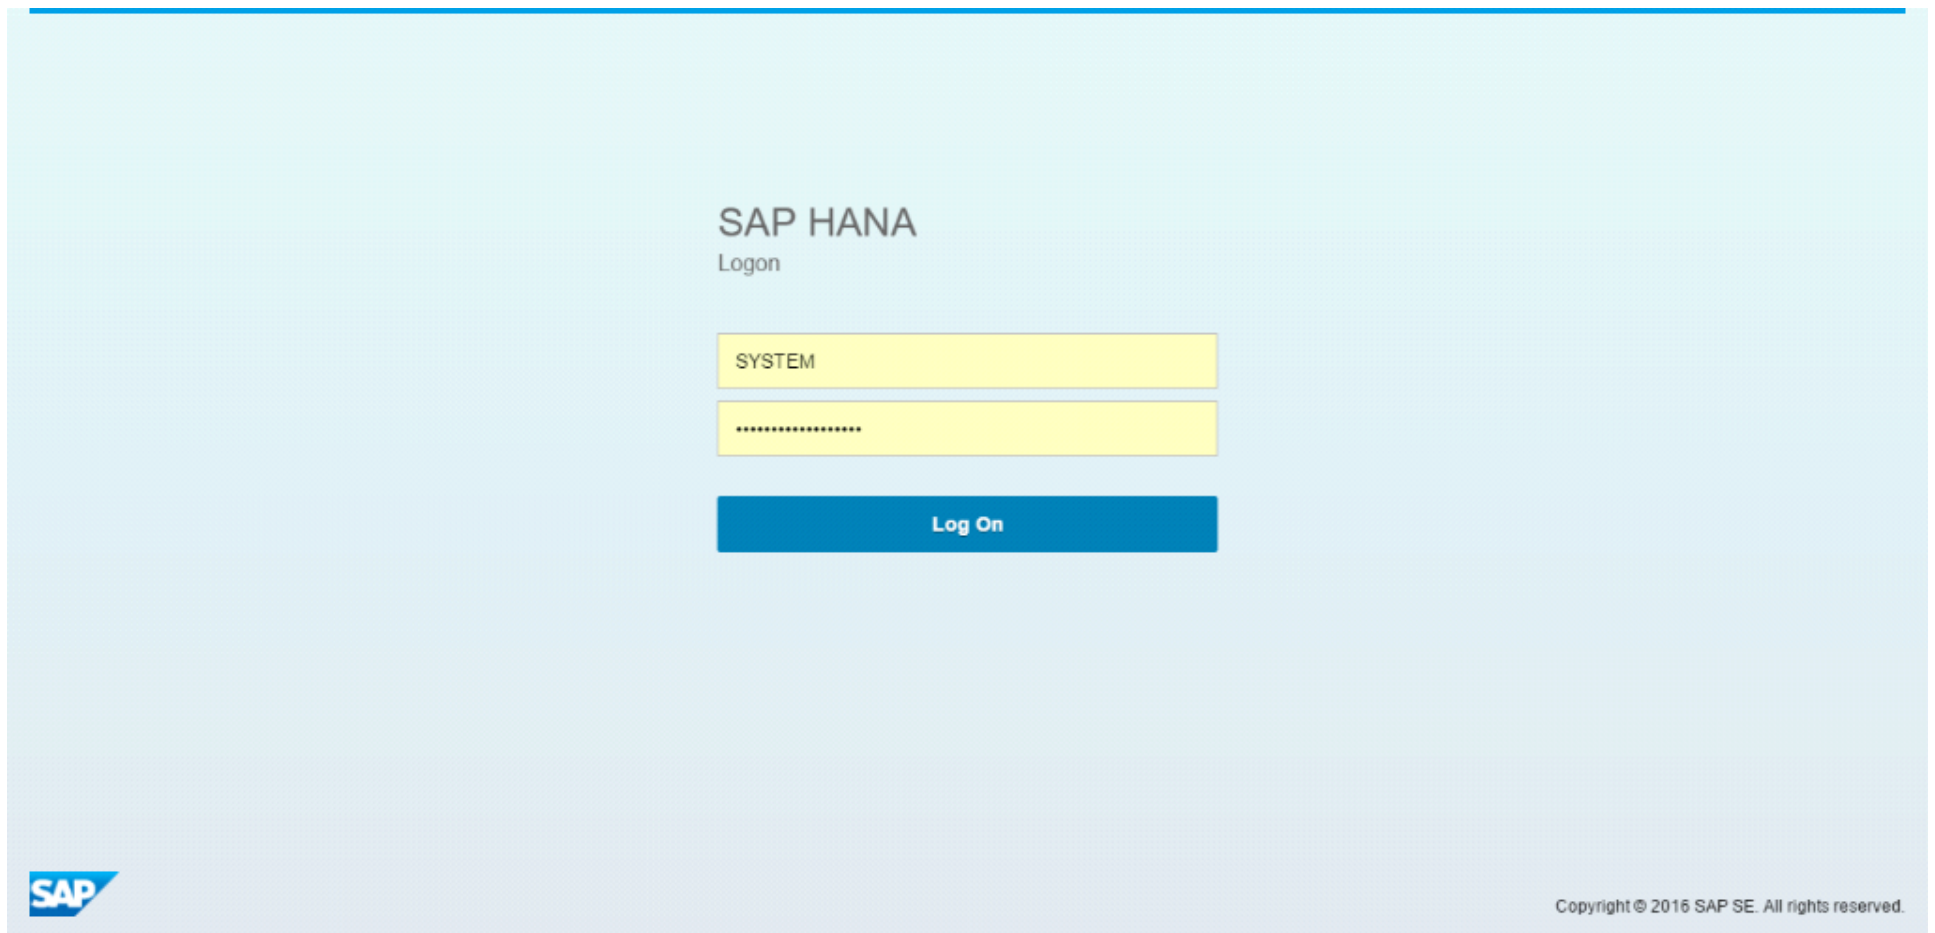 SAP HANA
Logon
SYSTEM
••••••••••••••••••
Log On
SAP
Copyright © 2016 SAP SE. All rights reserved.